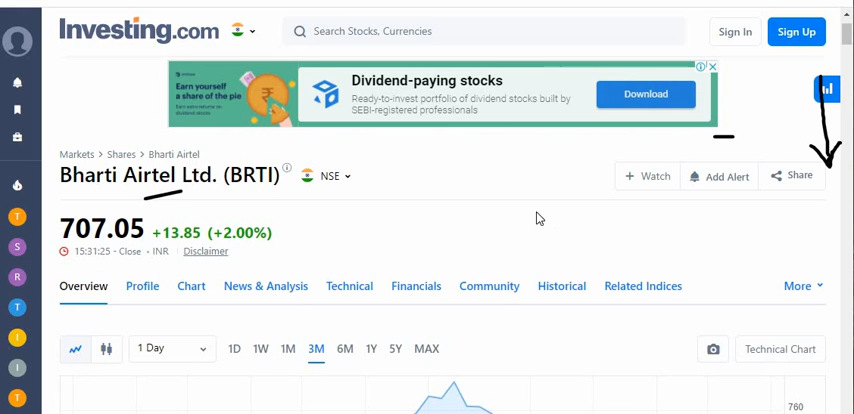 Investing.com
Search Stocks, Currencies
Sign In
Sign Up
Earn yourself
a share of the pie
Dividend-paying stocks
Ready-to-invest portfolio of dividend stocks built by
SEBI-registered professionals
Download
Markets > Shares > Bharti Airtel
Bharti Airtel Ltd. (BRTI)
NSE
+ Watch
Add Alert
Share
707.05 +13.85 (+2.00%)
15:31:25 - Close • INR
Disclaimer
Overview Profile Chart News & Analysis Technical Financials Community Historical Related Indices More
1 Day
1D 1W 1M 3M 6M 1Y 5Y MAX
Technical Chart
760
T
S
R
T
I
I
T